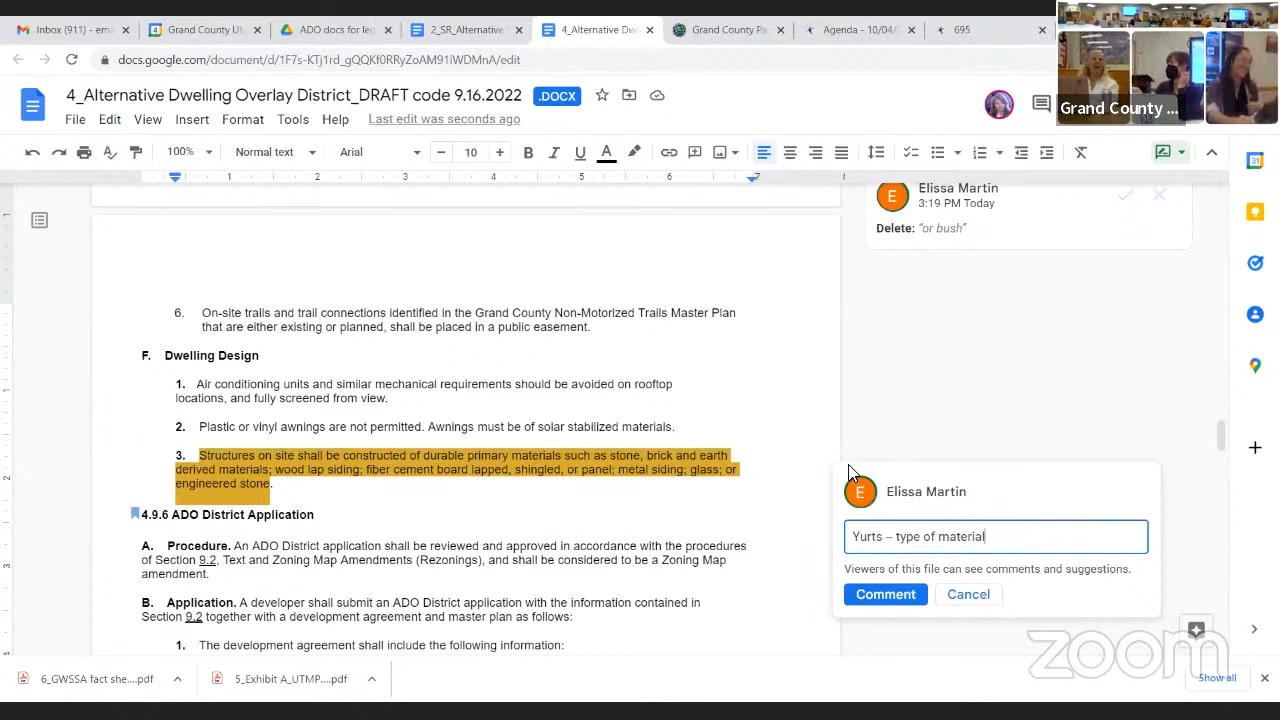 Inbox (911) - em
Grand County Ut
ADO docs for
2_SR_Alternative
4_Alternative Dw
Grand County Pa
Agenda - 10/04/
695
docs.google.com/document/d/1F7s-KTj1rd_gQQKf0RRyZoAM91iWDMnA/edit
4_Alternative Dwelling Overlay District_DRAFT code 9.16.2022
.DOCX
File Edit View Insert Format Tools Help Last edit was seconds ago
Grand County ...
100% Normal text Arial 10 B I U A
1 2 3 4 5 6 7
Elissa Martin
3:19 PM Today
Delete: “or bush”
6. On-site trails and trail connections identified in the Grand County Non-Motorized Trails Master Plan
that are either existing or planned, shall be placed in a public easement.
F. Dwelling Design
1. Air conditioning units and similar mechanical requirements should be avoided on rooftop
locations, and fully screened from view.
2. Plastic or vinyl awnings are not permitted. Awnings must be of solar stabilized materials.
3. Structures on site shall be constructed of durable primary materials such as stone, brick and earth
derived materials; wood lap siding; fiber cement board lapped, shingled, or panel; metal siding; glass; or
engineered stone.
E Elissa Martin
Yurts – type of material
Viewers of this file can see comments and suggestions.
Comment Cancel
4.9.6 ADO District Application
A. Procedure. An ADO District application shall be reviewed and approved in accordance with the procedures
of Section 9.2, Text and Zoning Map Amendments (Rezonings), and shall be considered to be a Zoning Map
amendment.
B. Application. A developer shall submit an ADO District application with the information contained in
Section 9.2 together with a development agreement and master plan as follows:
1. The development agreement shall include the following information:
zoom
6_GWSSA fact she....pdf
5_Exhibit A_UTMP....pdf
Show all